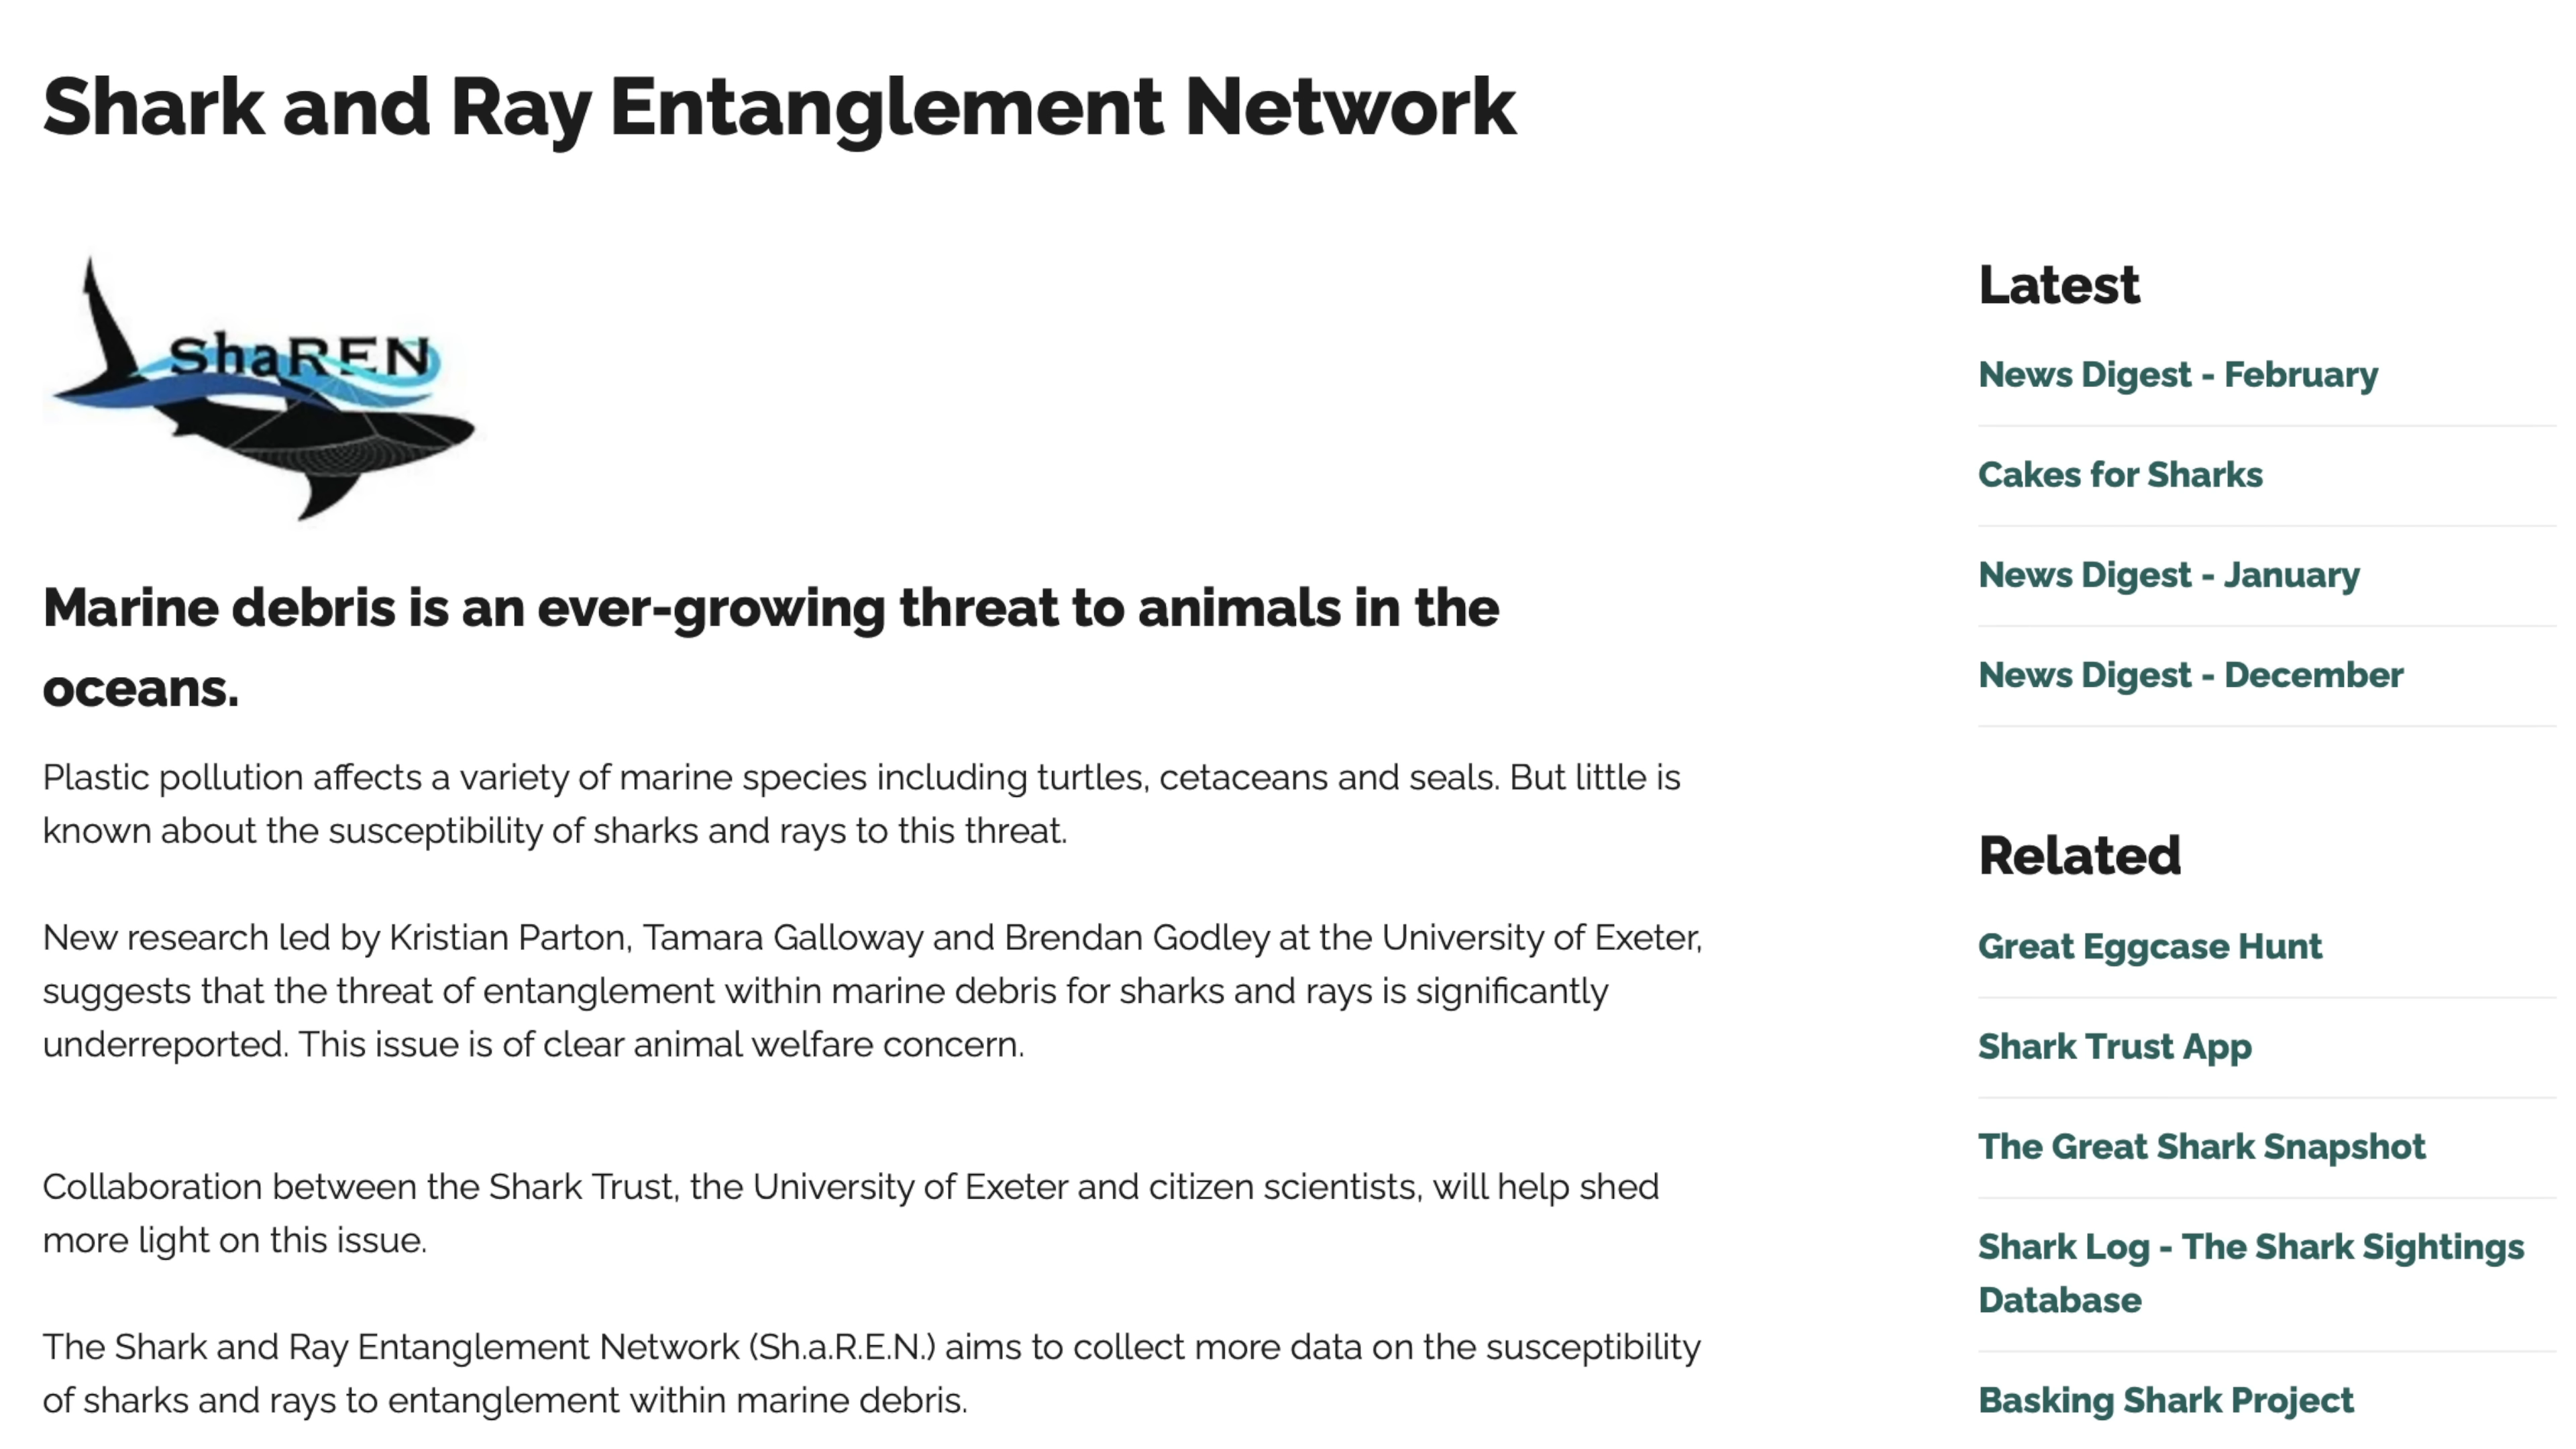 Shark and Ray Entanglement Network
ShaREN
Marine debris is an ever-growing threat to animals in the
oceans.
Plastic pollution affects a variety of marine species including turtles, cetaceans and seals. But little is
known about the susceptibility of sharks and rays to this threat.
New research led by Kristian Parton, Tamara Galloway and Brendan Godley at the University of Exeter,
suggests that the threat of entanglement within marine debris for sharks and rays is significantly
underreported. This issue is of clear animal welfare concern.
Collaboration between the Shark Trust, the University of Exeter and citizen scientists, will help shed
more light on this issue.
The Shark and Ray Entanglement Network (Sh.a.R.E.N.) aims to collect more data on the susceptibility
of sharks and rays to entanglement within marine debris.
Latest
News Digest - February
Cakes for Sharks
News Digest - January
News Digest - December
Related
Great Eggcase Hunt
Shark Trust App
The Great Shark Snapshot
Shark Log - The Shark Sightings
Database
Basking Shark Project